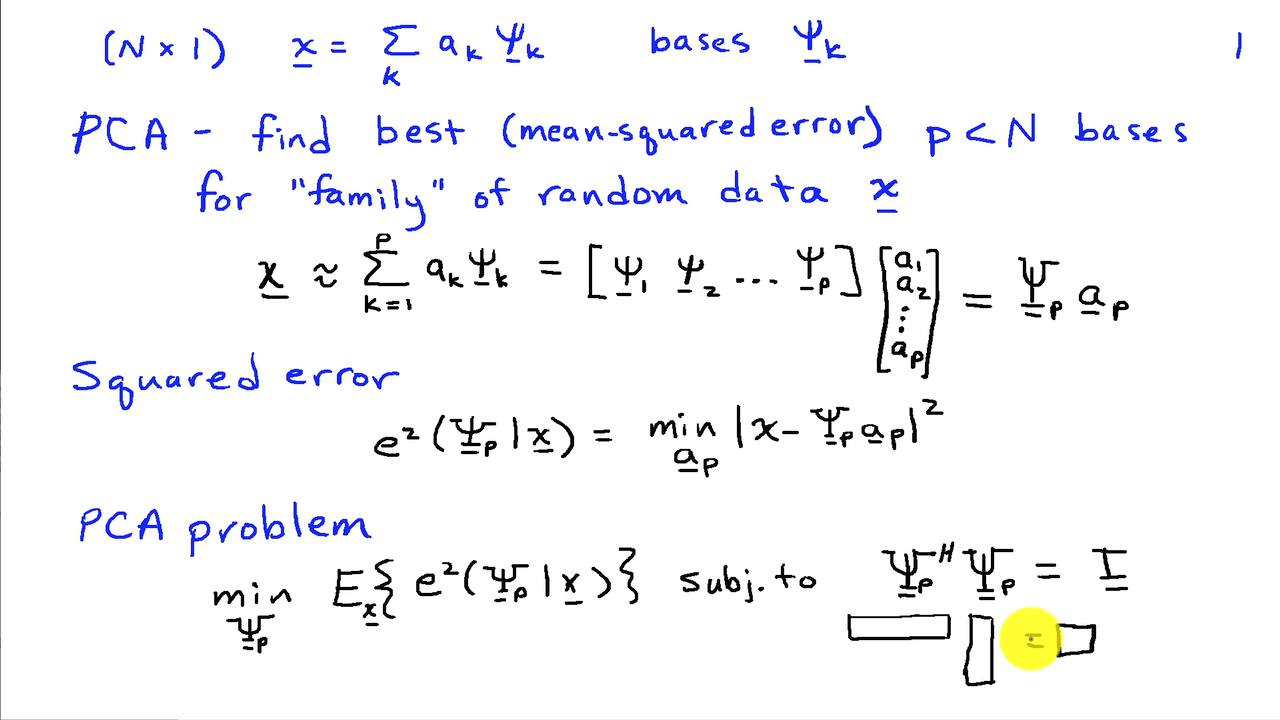 (N × 1) x = Σ_k a_k Ψ_k bases Ψ_k 1
PCA - find best (mean-squared error) p < N bases
for "family" of random data x
x ≈ Σ_{k=1}^{P} a_k Ψ_k = [Ψ_1 Ψ_2 ... Ψ_p] [a_1 a_2 ⋮ a_p] = Ψ_p a_p
Squared error
e² (Ψ_p | x) = min_{a_p} | x - Ψ_p a_p |²
PCA problem
min_{Ψ_p} E_x { e² (Ψ_p | x) } subj. to Ψ_p^H Ψ_p = I
=